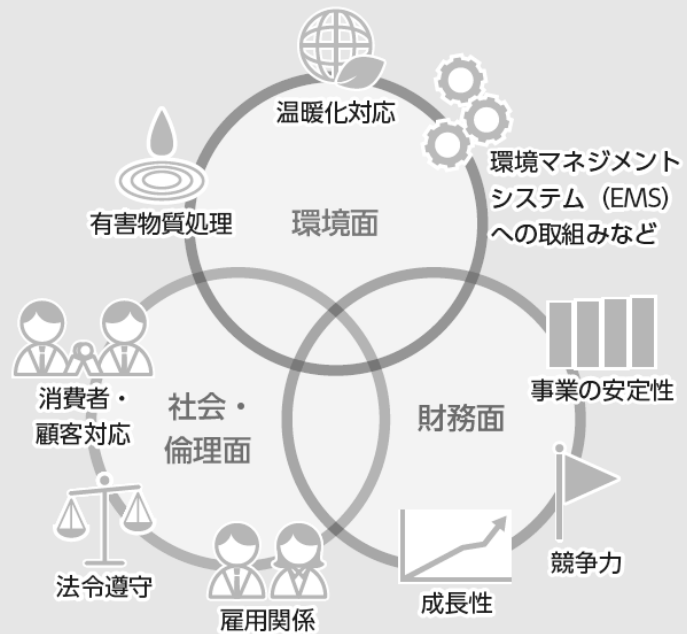 温暖化対応
環境マネジメント
システム（EMS）
への取組みなど
有害物質処理
環境面
消費者・
顧客対応
社会・
倫理面
財務面
事業の安定性
法令遵守
雇用関係
成長性
競争力